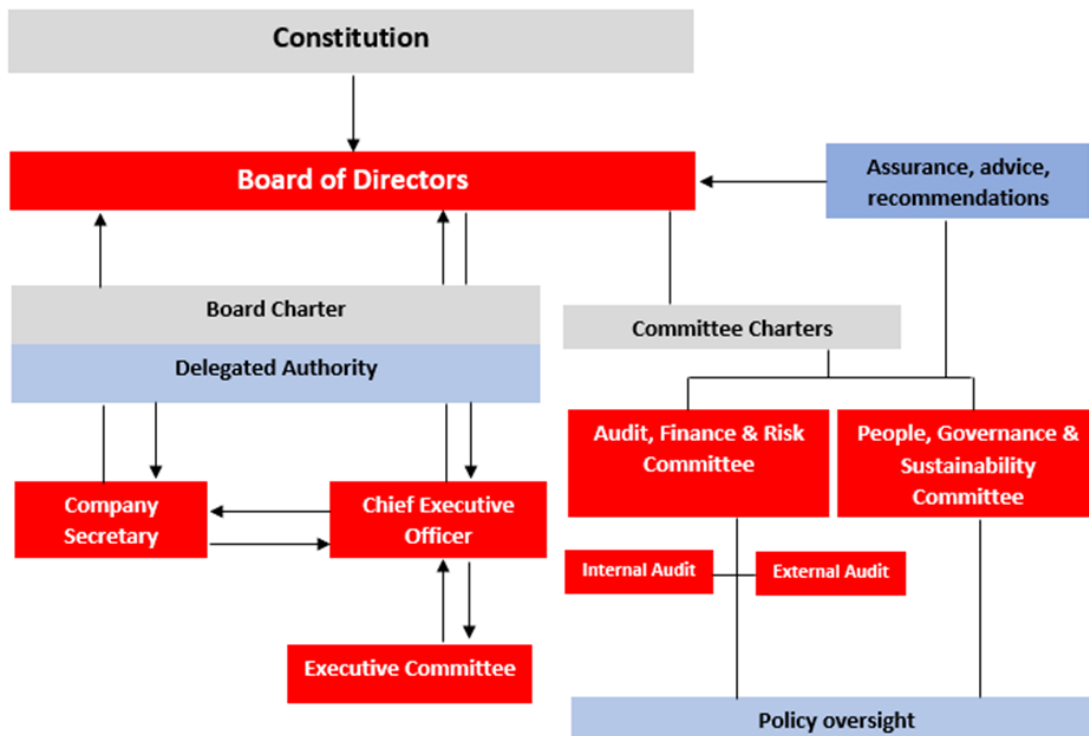 Constitution
Board of Directors
Assurance, advice,
recommendations
Board Charter
Delegated Authority
Committee Charters
Audit, Finance & Risk
Committee
People, Governance &
Sustainability
Committee
Company
Secretary
Chief Executive
Officer
Internal Audit
External Audit
Executive Committee
Policy oversight